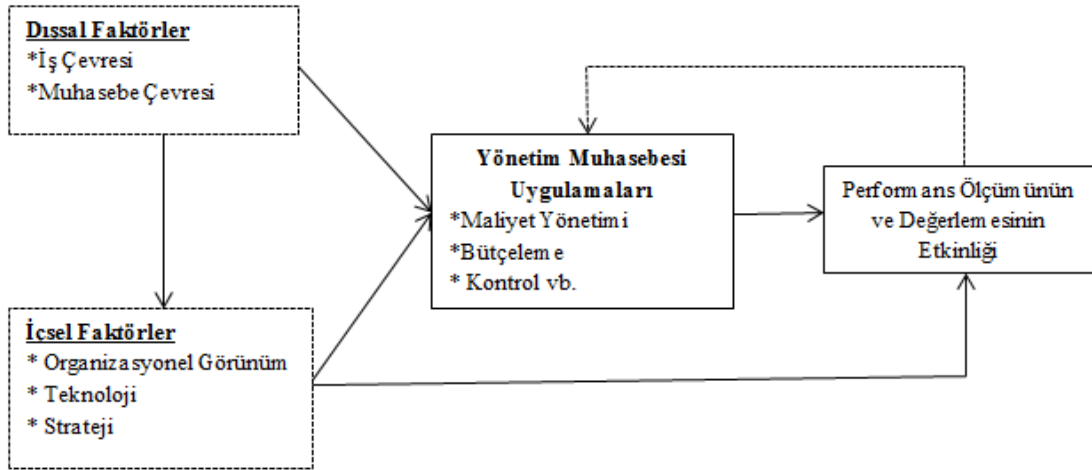 Dışsal Faktörler
*İş Çevresi
*Muhasebe Çevresi
Yönetim Muhasebesi
Uygulamaları
*Maliyet Yönetimi
*Bütçeleme
* Kontrol vb.
Performans Ölçümünün
ve Değerlemesinin
Etkinliği
İçsel Faktörler
* Organizasyonel Görünüm
* Teknoloji
* Strateji